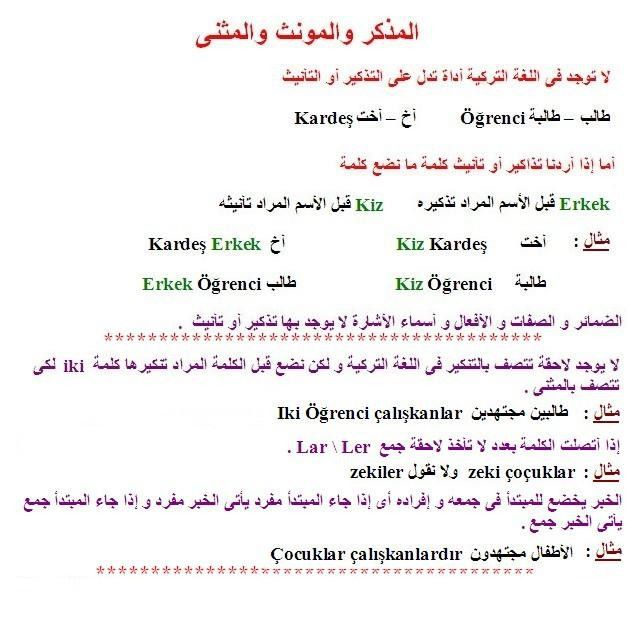 المذكر والمونث والمثنى
لا توجد فى اللغة التركية أداة تدل على التذكير أو التأنيث
طالب – طالبة Öğrenci أخ – أخت Kardeş
أما إذا أردنا تذاكير أو تأنيث كلمة ما نضع كلمة
Erkek قبل الأسم المراد تذكيره Kiz قبل الأسم المراد تأنيثه
مثال : أخت Kiz Kardeş أخ Kardeş Erkek
طالبة Kiz Öğrenci طالب Erkek Öğrenci
الضمائر و الصفات و الأفعال و أسماء الأشارة لا يوجد بها تذكير أو تأنيث .
****************************************
لا يوجد لاحقة تتصف بالتنكير فى اللغة التركية و لكن نضع قبل الكلمة المراد تنكيرها كلمة iki لكى
تتصف بالمثنى .
مثال : طالبين مجتهدين Iki Öğrenci çalışkanlar
إذا أتصلت الكلمة بعدد لا تأخذ لاحقة جمع Lar \ Ler .
مثال : zeki çoçuklar ولا نقول zekiler
الخبر يخضع للمبتدأ فى جمعه و إفراده أى إذا جاء المبتدأ مفرد يأتى الخبر مفرد و إذا جاء المبتدأ جمع
يأتى الخبر جمع .
مثال : الأطفال مجتهدون Çocuklar çalışkanlardır
****************************************